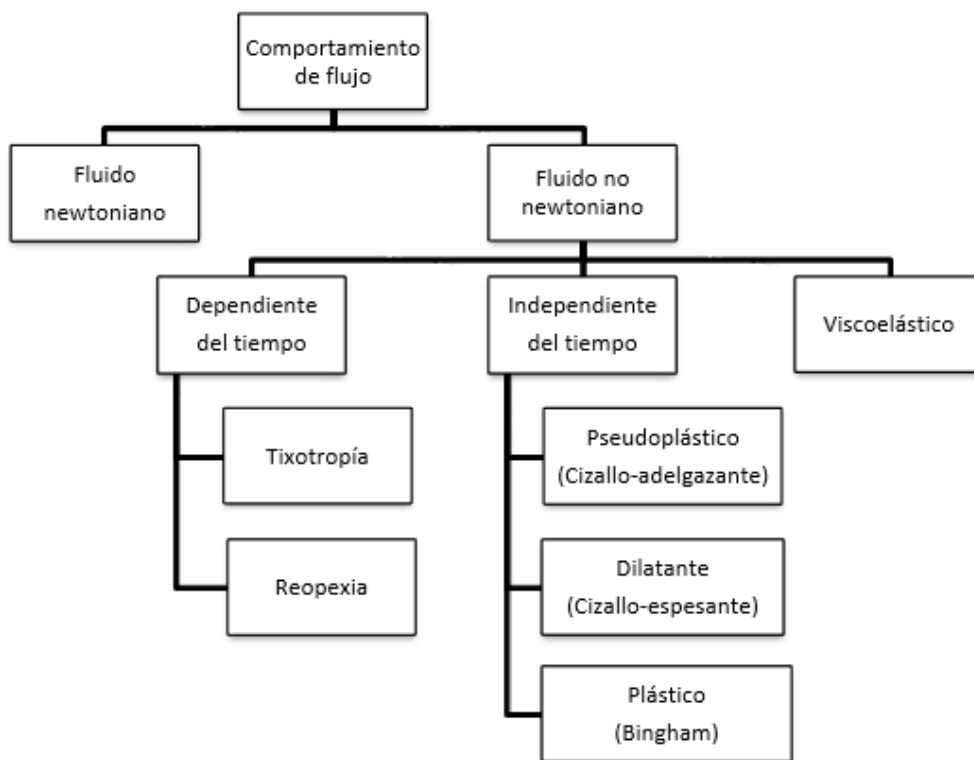 Comportamiento
de flujo
Fluido
newtoniano
Fluido no
newtoniano
Dependiente
del tiempo
Independiente
del tiempo
Viscoelástico
Tixotropía
Reopexia
Pseudoplástico
(Cizallo-adelgazante)
Dilatante
(Cizallo-espesante)
Plástico
(Bingham)